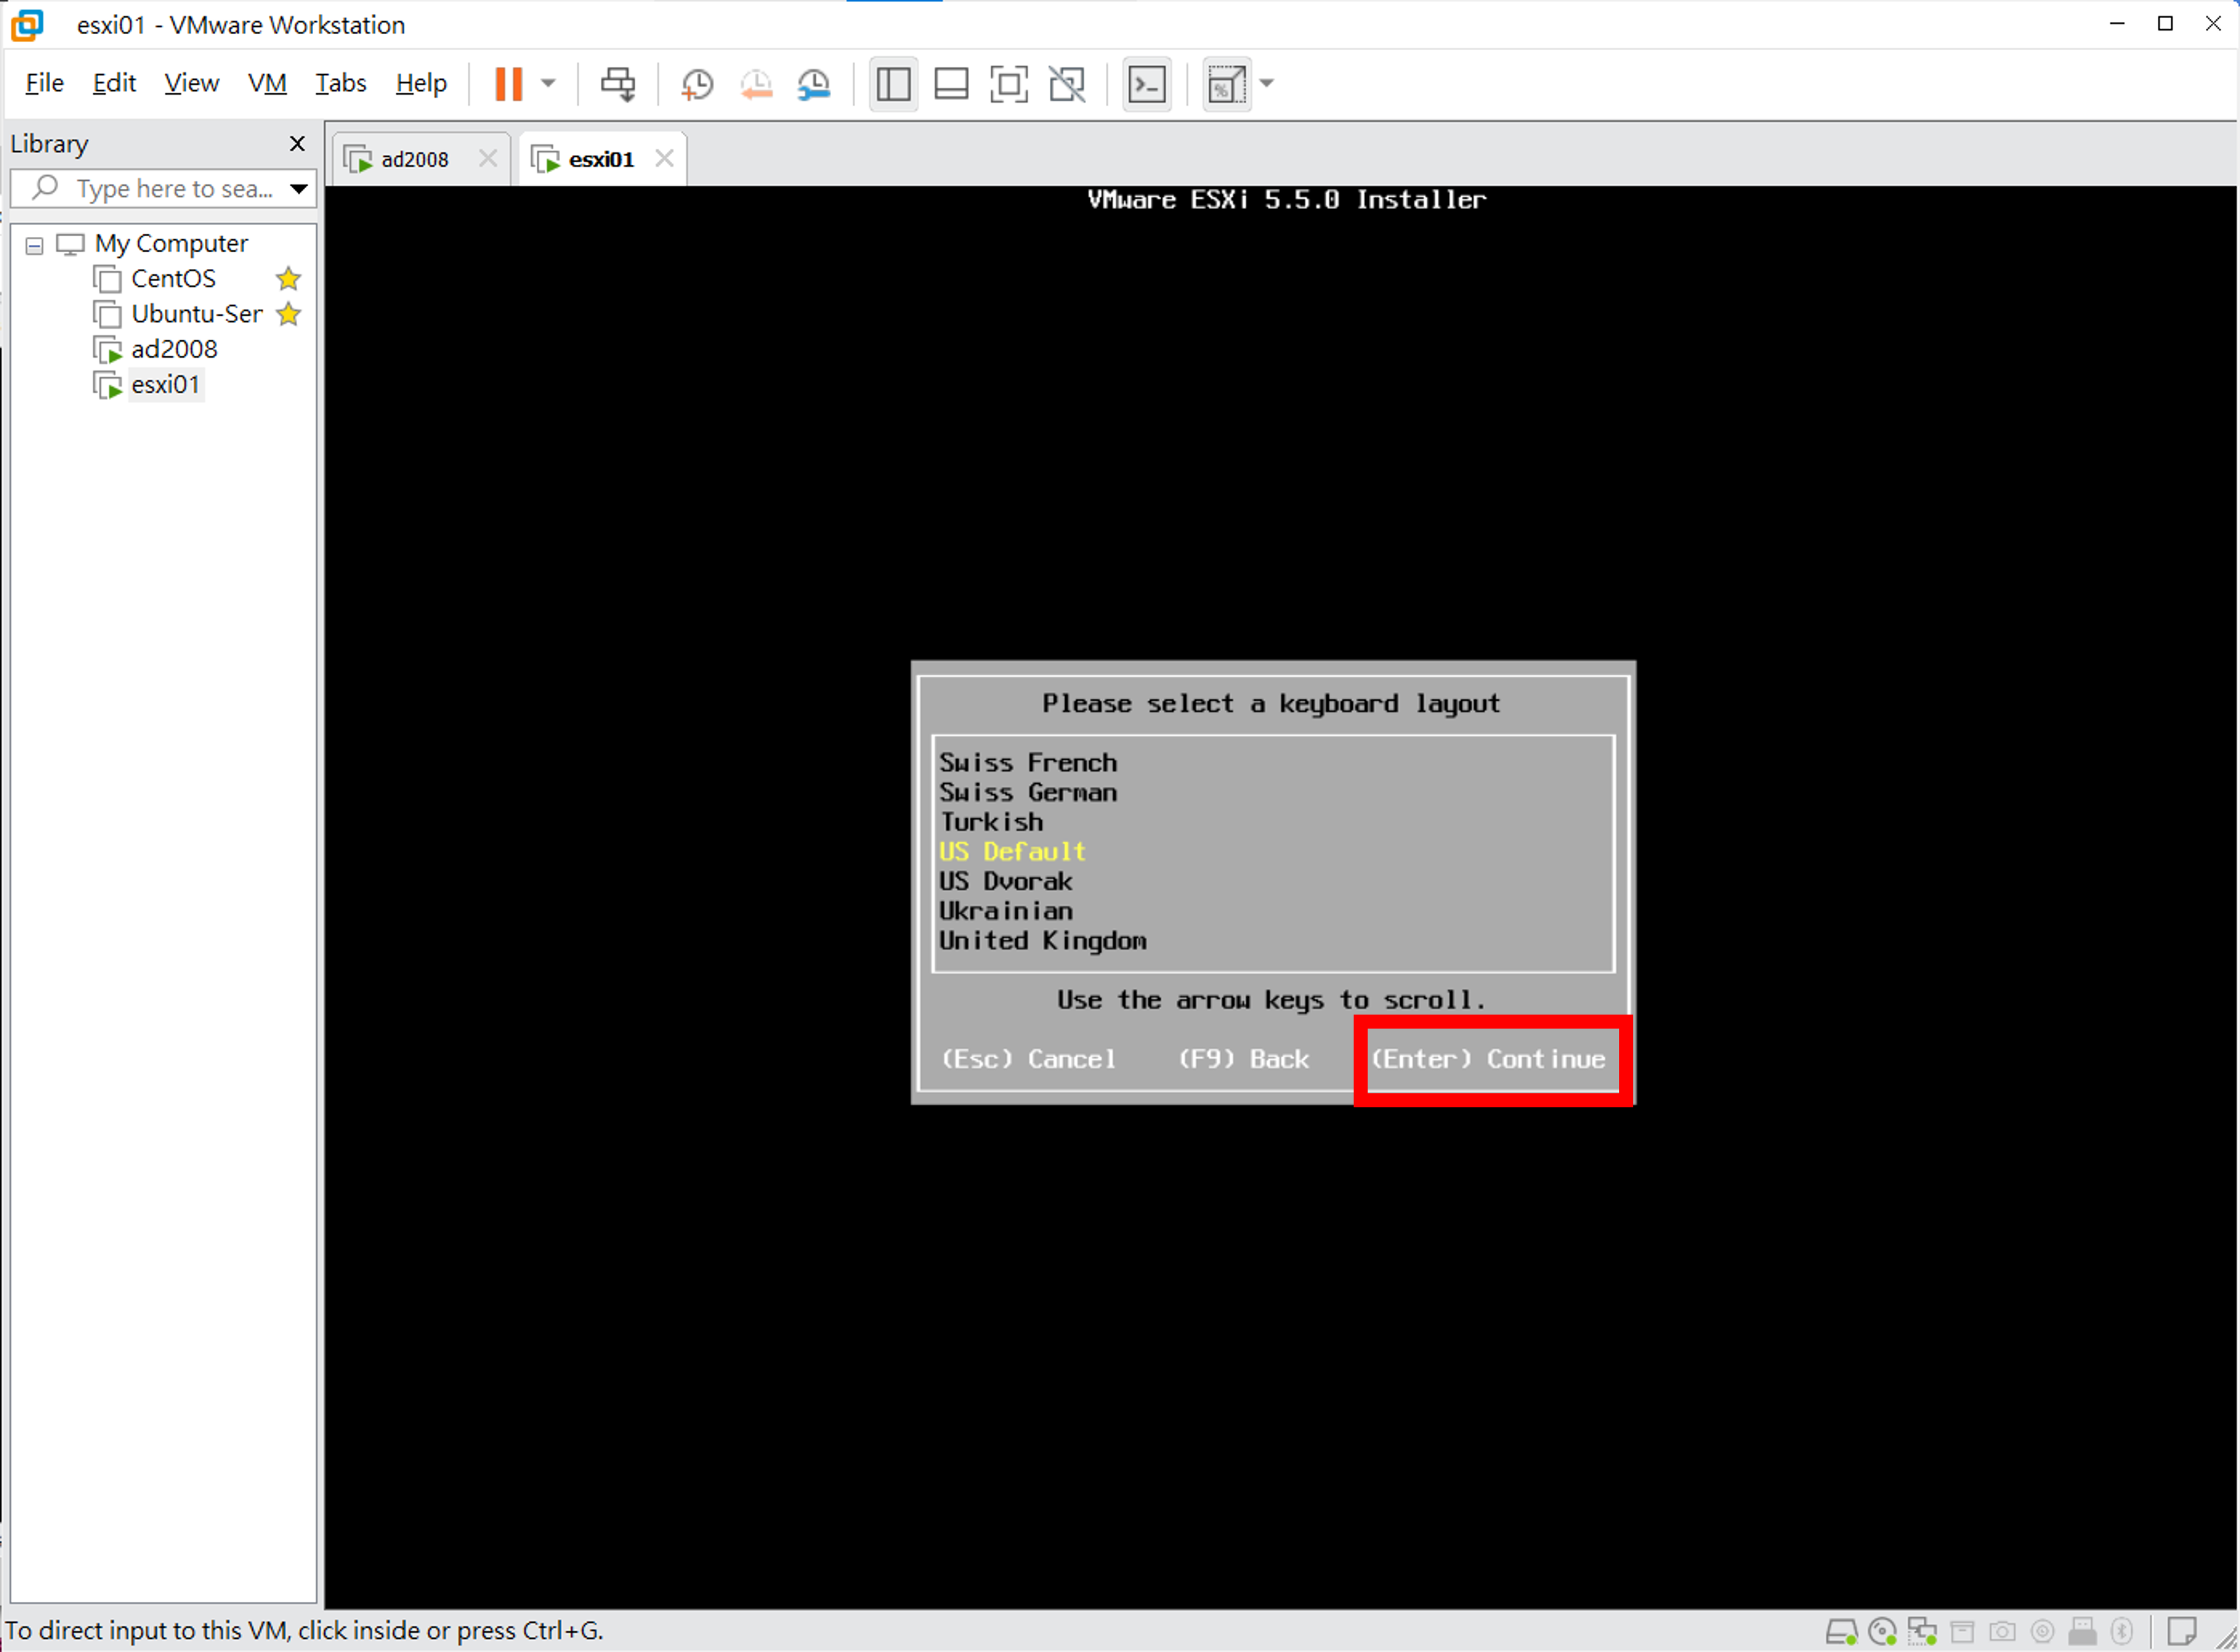 esxi01 - VMware Workstation
File Edit View VM Tabs Help
Library
Type here to sea...
My Computer
CentOS
Ubuntu-Ser
ad2008
esxi01
ad2008
esxi01
VMware ESXi 5.5.0 Installer
Please select a keyboard layout
Swiss French
Swiss German
Turkish
US Default
US Dvorak
Ukrainian
United Kingdom
Use the arrow keys to scroll.
(Esc) Cancel (F9) Back (Enter) Continue
To direct input to this VM, click inside or press Ctrl+G.